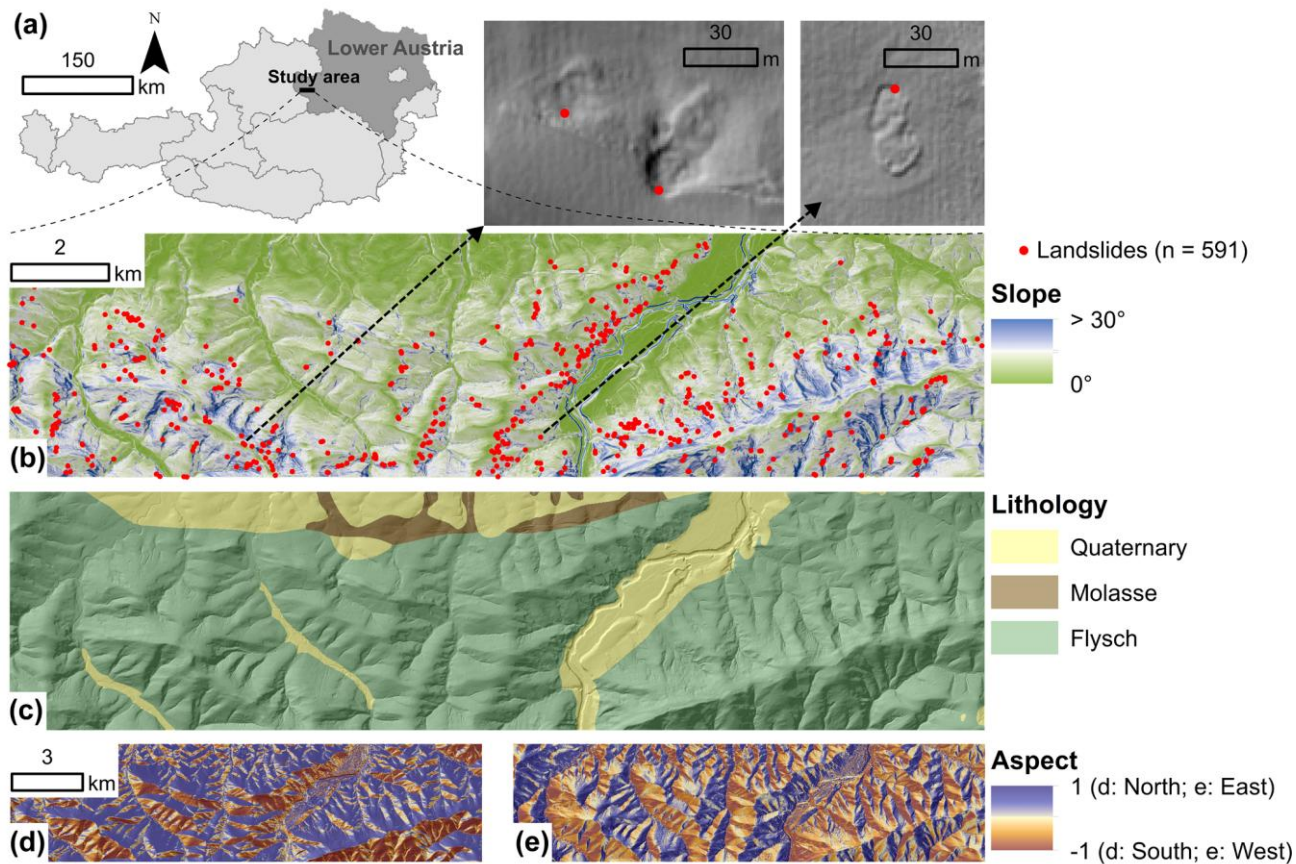 (a)
N
150
km
Lower Austria
Study area
30
m
30
m
2
km
(b)
Landslides (n = 591)
Slope
> 30°
0°
(c)
Lithology
Quaternary
Molasse
Flysch
3
km
(d)
(e)
Aspect
1 (d: North; e: East)
-1 (d: South; e: West)